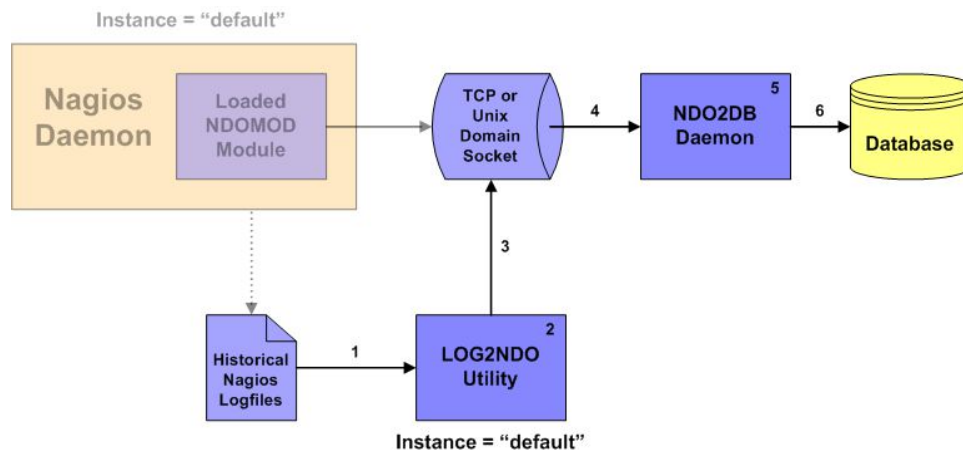 Instance = “default”
Nagios
Daemon
Loaded
NDOMOD
Module
TCP or
Unix
Domain
Socket
4
5
NDO2DB
Daemon
6
Database
3
Historical
Nagios
Logfiles
1
2
LOG2NDO
Utility
Instance = “default”